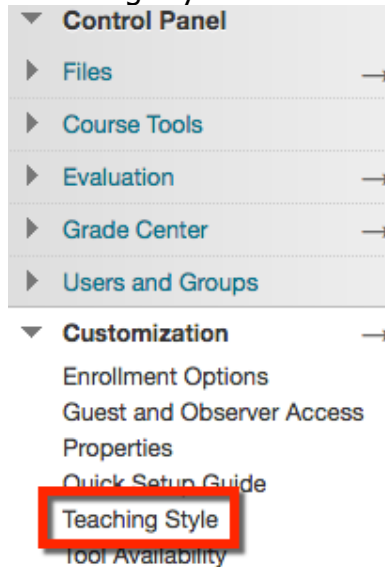 Control Panel
Files
Course Tools
Evaluation
Grade Center
Users and Groups
Customization
Enrollment Options
Guest and Observer Access
Properties
Quick Setup Guide
Teaching Style
Tool Availability